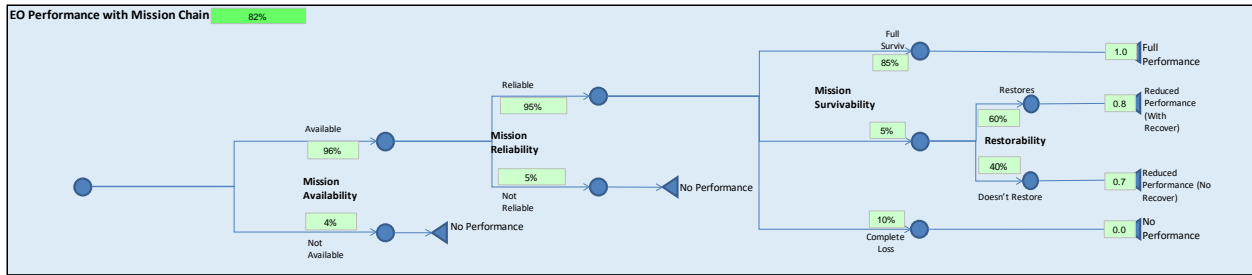 EO Performance with Mission Chain 82%
Full
Surviv
85%
1.0
Full
Performance
Reliable
95%
Mission
Survivability
Restores
60%
0.8
Reduced
Performance
(With
Recover)
Available
96%
Mission
Reliability
5%
Restorability
Mission
Availability
5%
Not
Reliable
No Performance
40%
Doesn't Restore
0.7
Reduced
Performance (No
Recover)
4%
Not
Available
No Performance
10%
Complete
Loss
0.0
No
Performance